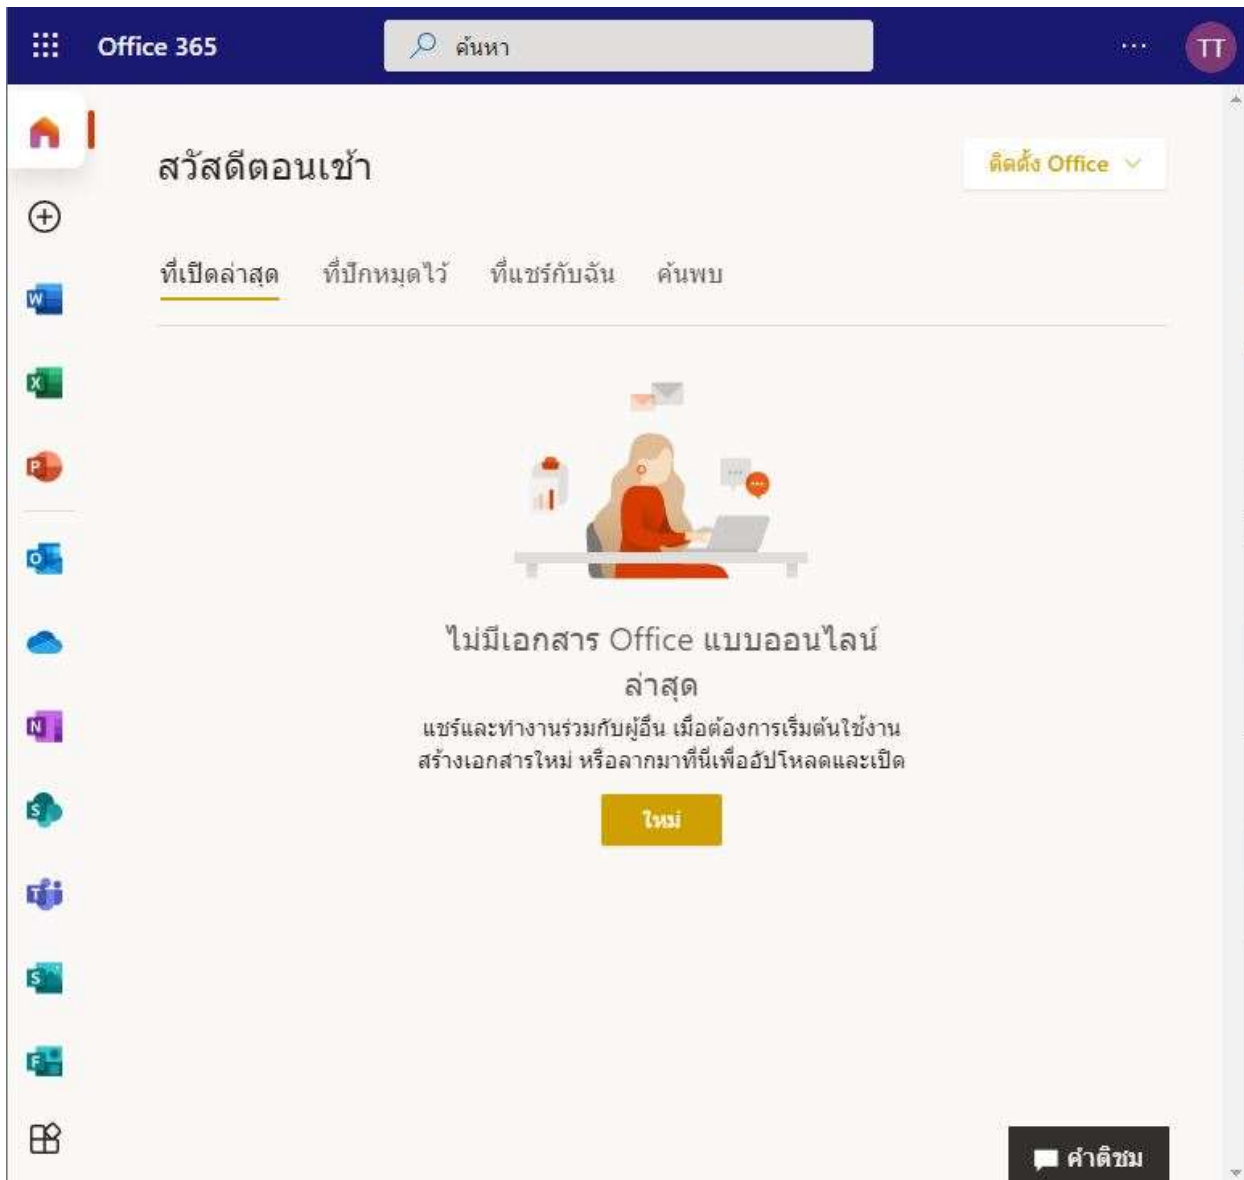 Office 365
ค้นหา
TT
สวัสดีตอนเช้า
ติดตั้ง Office
ที่เปิดล่าสุด ที่ปักหมุดไว้ ที่แชร์กับฉัน ค้นพบ
W
X
P
O
N
S
T
S
F
ไม่มีเอกสาร Office แบบออนไลน์
ล่าสุด
แชร์และทำงานร่วมกับผู้อื่น เมื่อต้องการเริ่มต้นใช้งาน
สร้างเอกสารใหม่ หรือลากมาที่นี่เพื่ออัปโหลดและเปิด
ใหม่
คำติชม